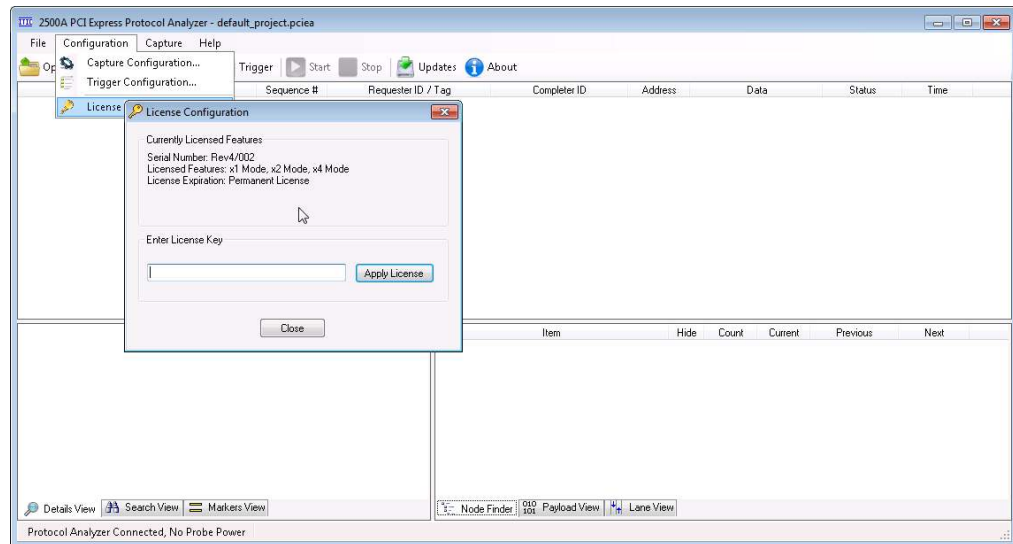 2500A PCI Express Protocol Analyzer - default_project.pciea
File Configuration Capture Help
Capture Configuration...
Trigger Configuration...
License
Op Trigger Start Stop Updates About
Sequence # Requester ID / Tag Completer ID Address Data Status Time
License Configuration
Currently Licensed Features
Serial Number: Rev4/002
Licensed Features: x1 Mode, x2 Mode, x4 Mode
License Expiration: Permanent License
Enter License Key
Apply License
Close
Item Hide Count Current Previous Next
Details View Search View Markers View
Node Finder Payload View Lane View
Protocol Analyzer Connected, No Probe Power